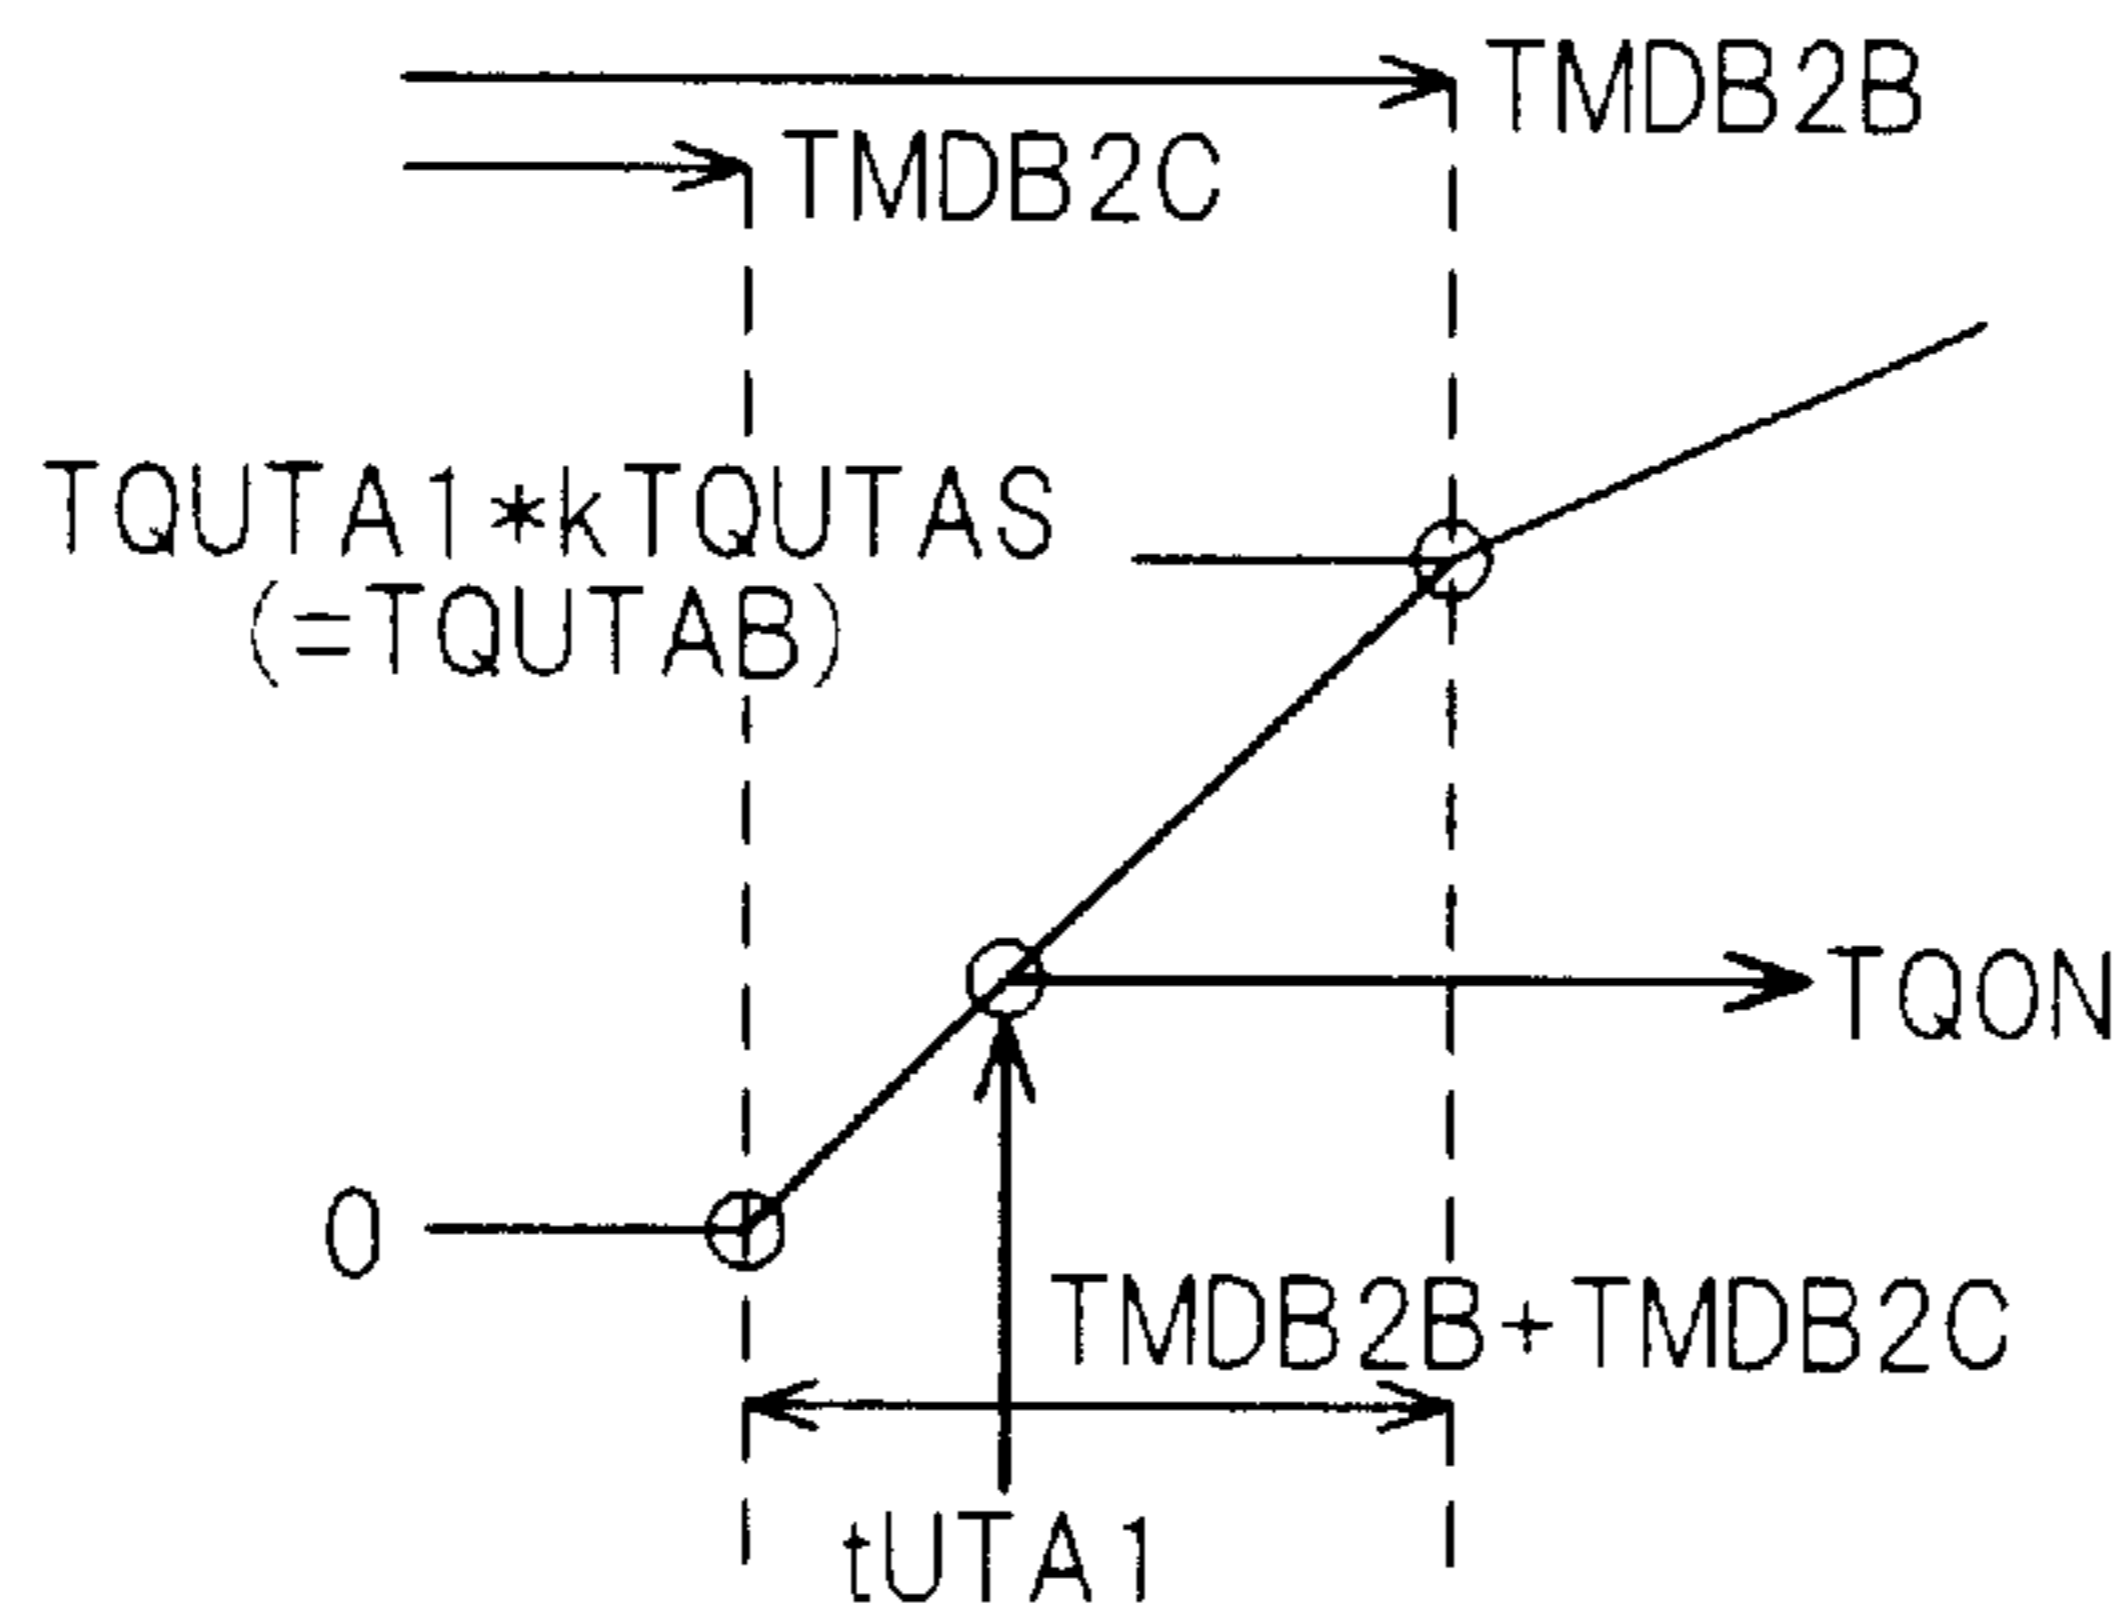 TMDB2B
TMDB2C
TQUTA1*kTQUTAS
(=TQUTAB)
TQON
0
TMDB2B+TMDB2C
tUTA1